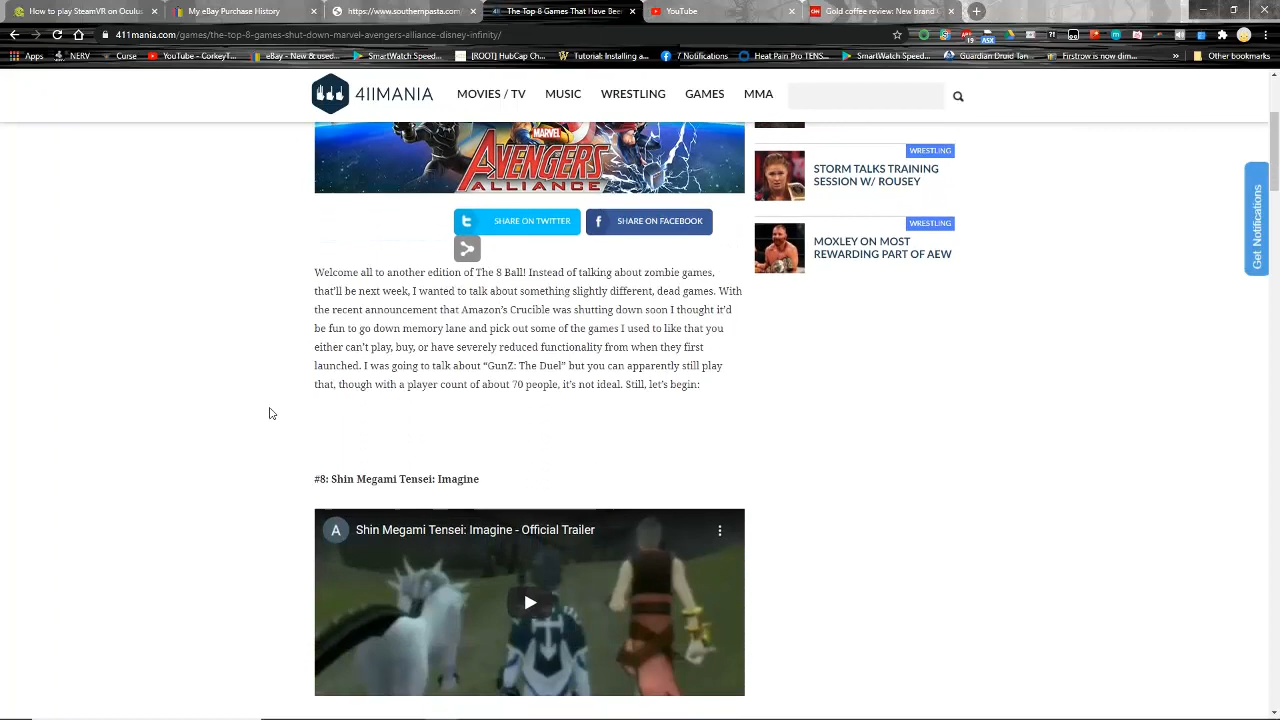 How to play SteamVR on Oculus
My eBay Purchase History
https://www.southernpasta.com
The 8 Games That Have Been
YouTube
Gold coffee review: New brand
411mania.com/games/the-top-8-games-shut-down-marvel-avengers-alliance-disney-infinity/
Apps
NERV
Curse
YouTube - CorkeyT...
eBay - New & used...
SmartWatch Speed...
[ROOT] HubCap Ch...
Tutorial: Installing a...
7 Notifications
Heat Pain Pro TENS...
SmartWatch Speed...
Guardian Druid Tan...
Firstrow is now dim...
»
Other bookmarks
411MANIA
MOVIES / TV
MUSIC
WRESTLING
GAMES
MMA
MARVEL
AVENGERS
ALLIANCE
WRESTLING
STORM TALKS TRAINING
SESSION W/ ROUSEY
SHARE ON TWITTER
SHARE ON FACEBOOK
WRESTLING
MOXLEY ON MOST
REWARDING PART OF AEW
Get Notifications
Welcome all to another edition of The 8 Ball! Instead of talking about zombie games,
that'll be next week, I wanted to talk about something slightly different, dead games. With
the recent announcement that Amazon's Crucible was shutting down soon I thought it'd
be fun to go down memory lane and pick out some of the games I used to like that you
either can't play, buy, or have severely reduced functionality from when they first
launched. I was going to talk about "GunZ: The Duel" but you can apparently still play
that, though with a player count of about 70 people, it's not ideal. Still, let's begin:
#8: Shin Megami Tensei: Imagine
A
Shin Megami Tensei: Imagine - Official Trailer